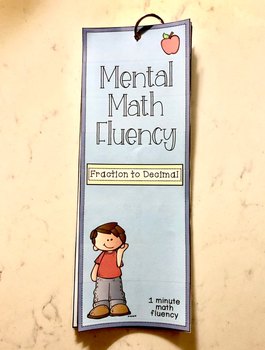 Mental
Math
Fluency
Fraction to Decimal
1 minute
math
fluency